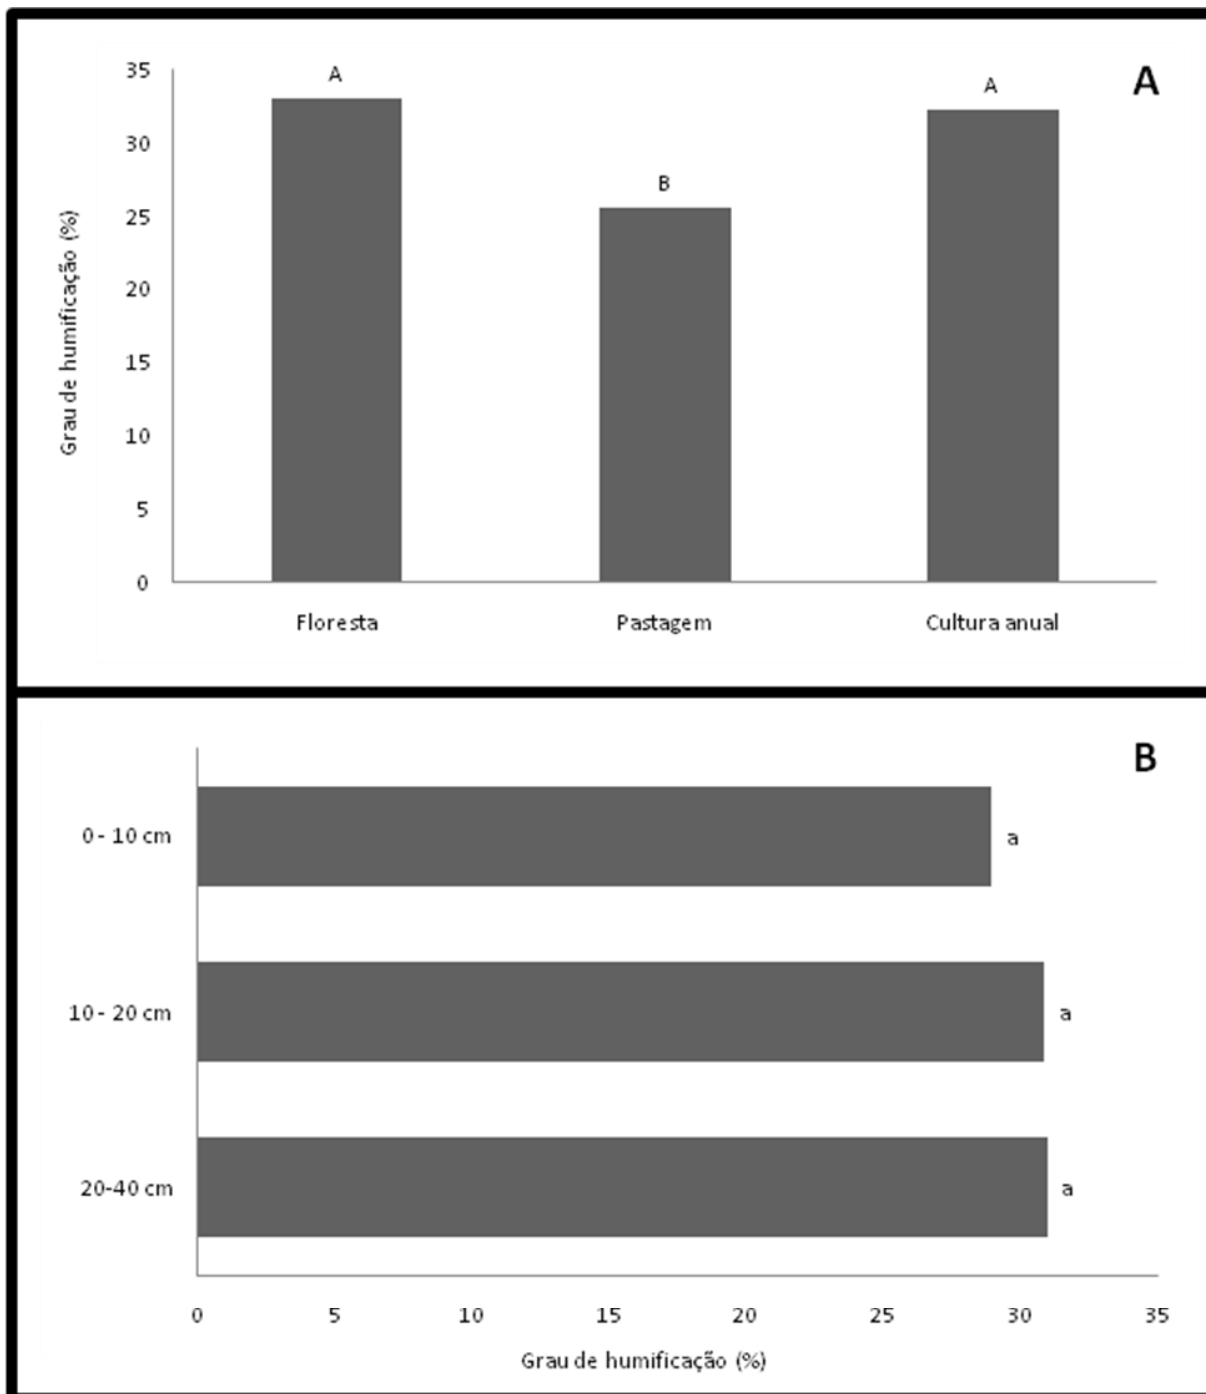 A
35
30
25
20
15
10
5
0
Grau de humificação (%)
A
B
A
Floresta
Pastagem
Cultura anual
B
0 - 10 cm
a
10 - 20 cm
a
20-40 cm
a
0 5 10 15 20 25 30 35
Grau de humificação (%)